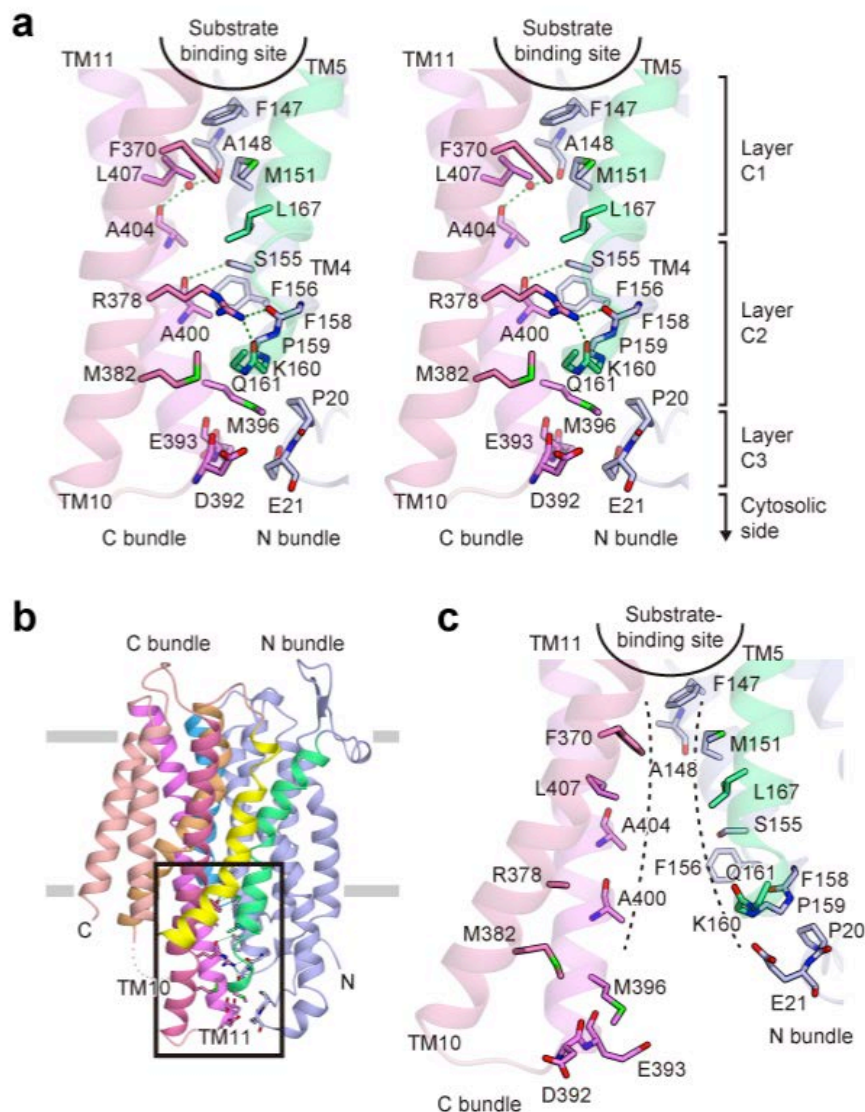 a
Substrate
binding site
TM11
TM5
F147
A148
F370
L407
M151
L167
A404
S155
TM4
R378
F156
A400
F158
P159
M382
K160
Q161
P20
M396
E393
TM10
D392
E21
C bundle
N bundle
Substrate
binding site
TM11
TM5
F147
A148
F370
L407
M151
L167
A404
S155
TM4
R378
F156
A400
F158
P159
M382
K160
Q161
P20
M396
E393
TM10
D392
E21
C bundle
N bundle
Layer
C1
Layer
C2
Layer
C3
Cytosolic
side
b
C bundle
N bundle
C
N
TM10
TM11
c
Substrate-
binding site
TM11
TM5
F147
F370
A148
M151
L407
L167
A404
S155
F156
Q161
R378
F158
A400
P159
K160
M382
P20
M396
E21
TM10
E393
N bundle
D392
C bundle